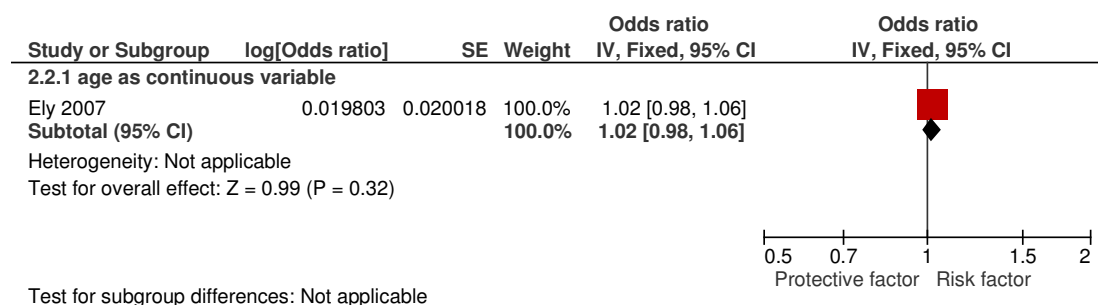 Odds ratio Odds ratio
Study or Subgroup log[Odds ratio] SE Weight IV, Fixed, 95% CI IV, Fixed, 95% CI
2.2.1 age as continuous variable
Ely 2007 0.019803 0.020018 100.0% 1.02 [0.98, 1.06]
Subtotal (95% CI) 100.0% 1.02 [0.98, 1.06]
Heterogeneity: Not applicable
Test for overall effect: Z = 0.99 (P = 0.32)
0.5 0.7 1 1.5 2
Protective factor Risk factor
Test for subgroup differences: Not applicable